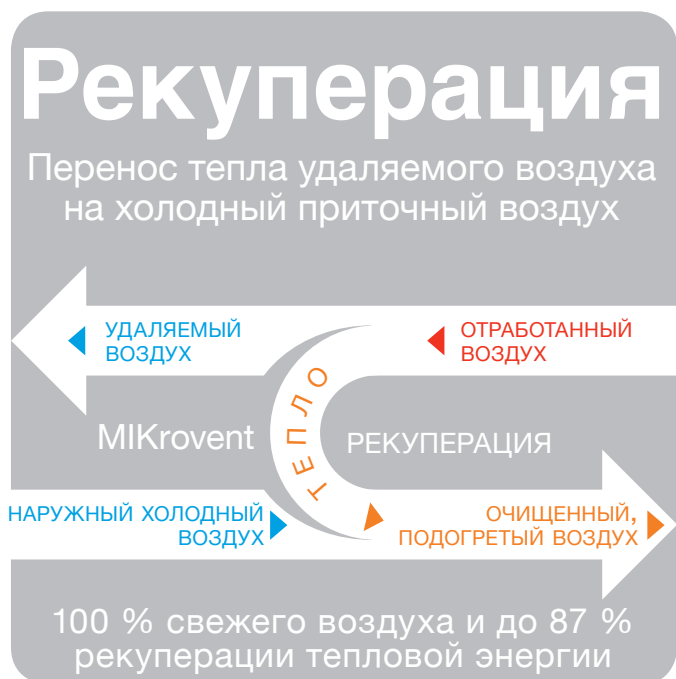 Рекуперация
Перенос тепла удаляемого воздуха
на холодный приточный воздух
УДАЛЯЕМЫЙ
ВОЗДУХ
ОТРАБОТАННЫЙ
ВОЗДУХ
ТЕПЛО
MIKrovent
РЕКУПЕРАЦИЯ
НАРУЖНЫЙ ХОЛОДНЫЙ
ВОЗДУХ
ОЧИЩЕННЫЙ,
ПОДОГРЕТЫЙ ВОЗДУХ
100 % свежего воздуха и до 87 %
рекуперации тепловой энергии